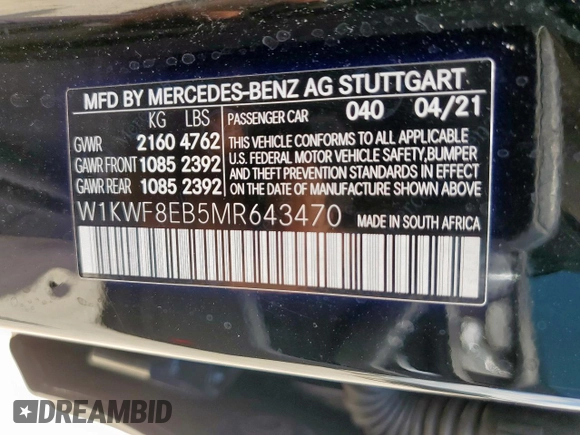 MFD BY MERCEDES-BENZ AG STUTTGART
KG LBS PASSENGER CAR 040 04/21
GVWR 2160 4762 THIS VEHICLE CONFORMS TO ALL APPLICABLE
GAWR FRONT 1085 2392 U.S. FEDERAL MOTOR VEHICLE SAFETY, BUMPER
GAWR REAR 1085 2392 AND THEFT PREVENTION STANDARDS IN EFFECT
ON THE DATE OF MANUFACTURE SHOWN ABOVE.
W1KWF8EB5MR643470 MADE IN SOUTH AFRICA
DREAMBID